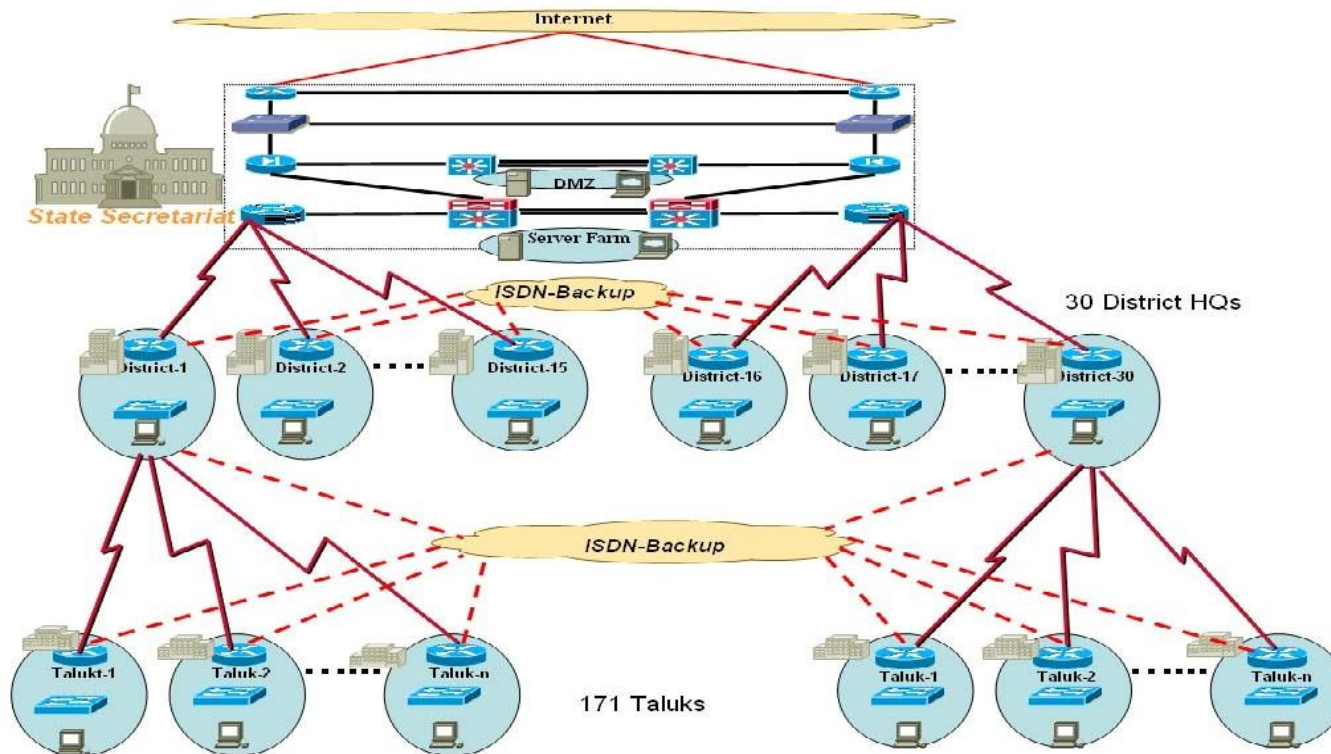 Internet
DMZ
State Secretariat
Server Farm
ISDN-Backup
30 District HQs
District-1
District-2
District-15
District-16
District-17
District-30
ISDN-Backup
Talukt-1
Taluk-2
Taluk-n
171 Taluks
Taluk-1
Taluk-2
Taluk-n